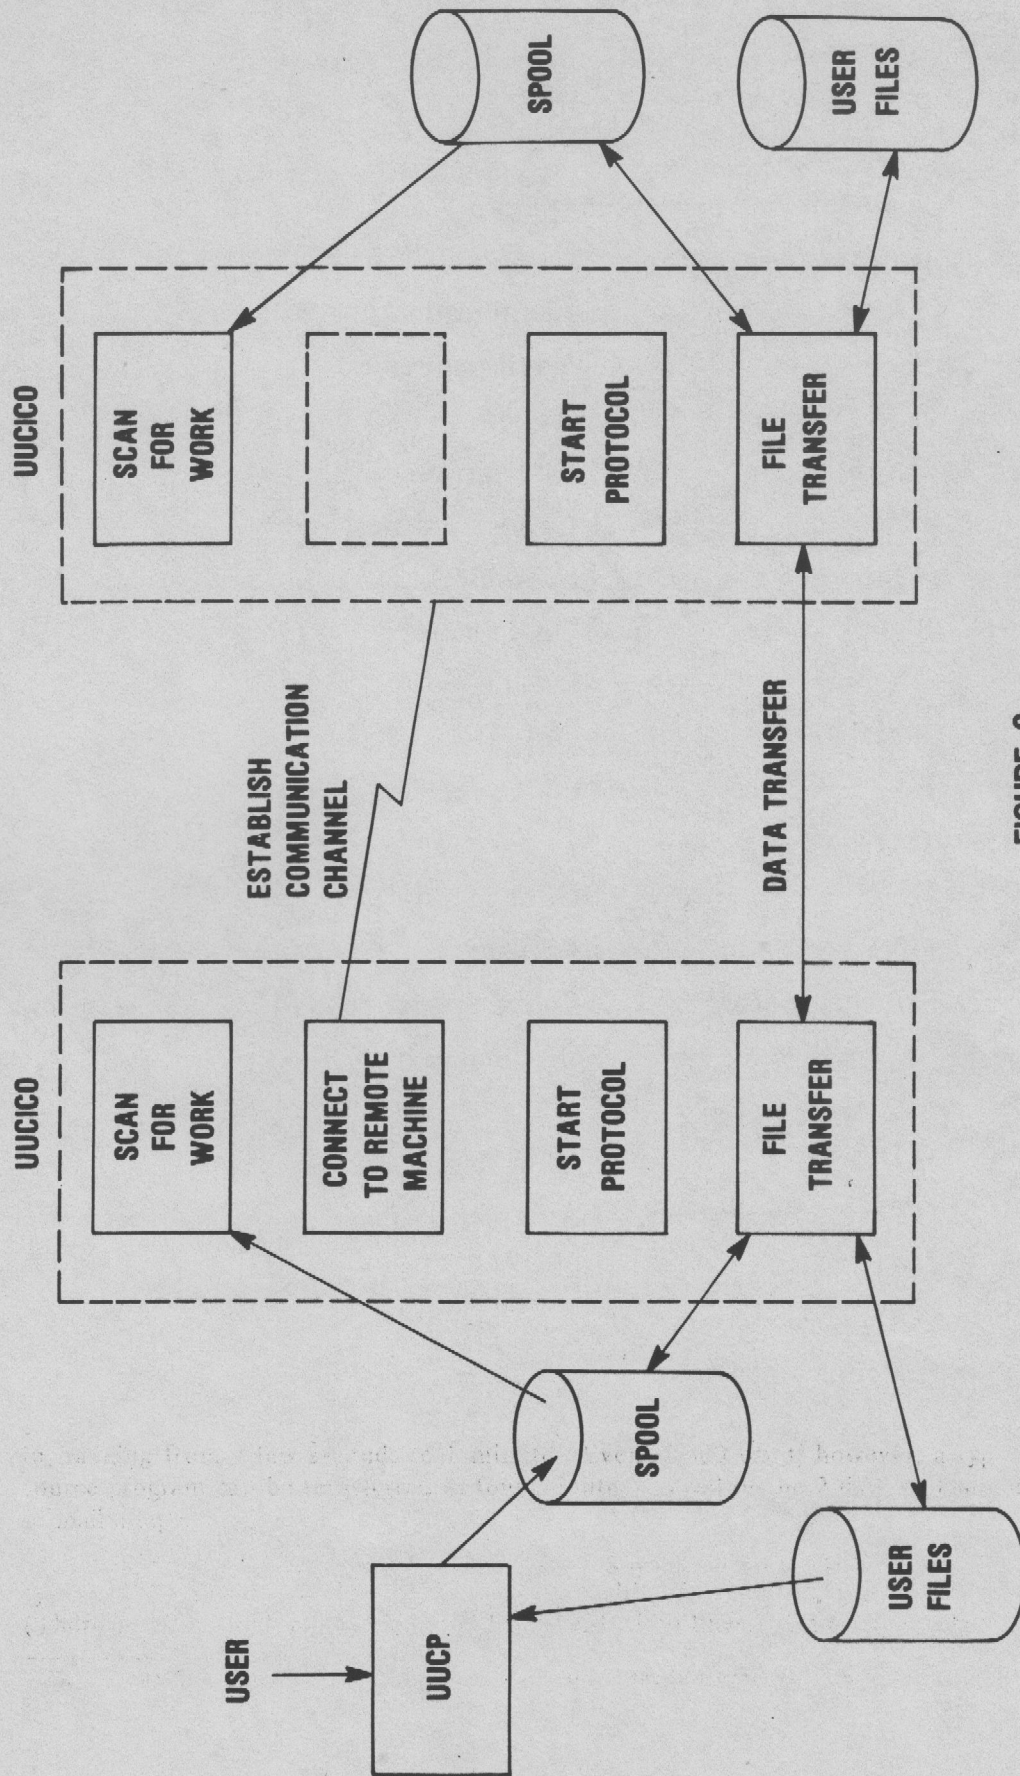 UUCICO
UUCICO
SCAN
FOR
WORK
SCAN
FOR
WORK
USER
ESTABLISH
COMMUNICATION
CHANNEL
CONNECT
TO REMOTE
MACHINE
UUCP
SPOOL
START
PROTOCOL
START
PROTOCOL
SPOOL
DATA TRANSFER
FILE
TRANSFER
FILE
TRANSFER
USER
FILES
USER
FILES
FIGURE